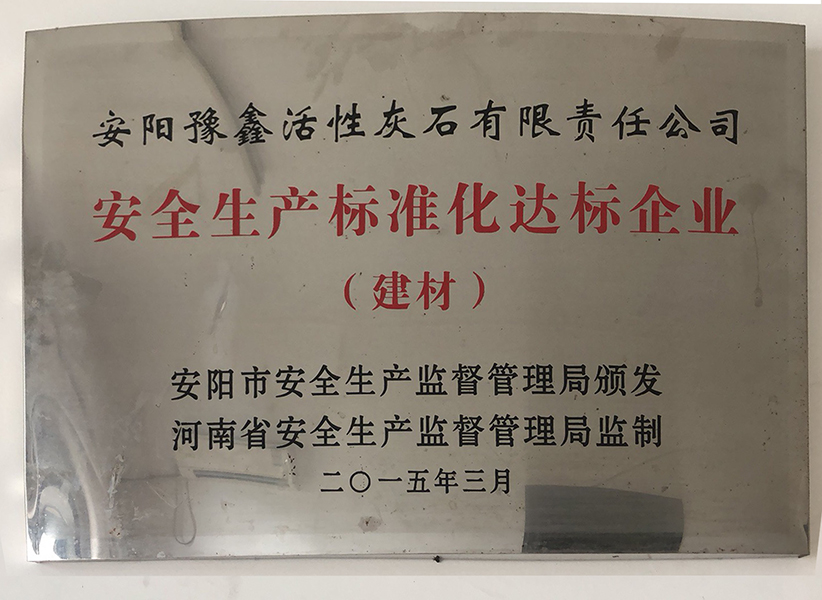 安阳豫鑫活性灰石有限责任公司
安全生产标准化达标企业
（建材）
安阳市安全生产监督管理局颁发
河南省安全生产监督管理局监制
二〇一五年三月